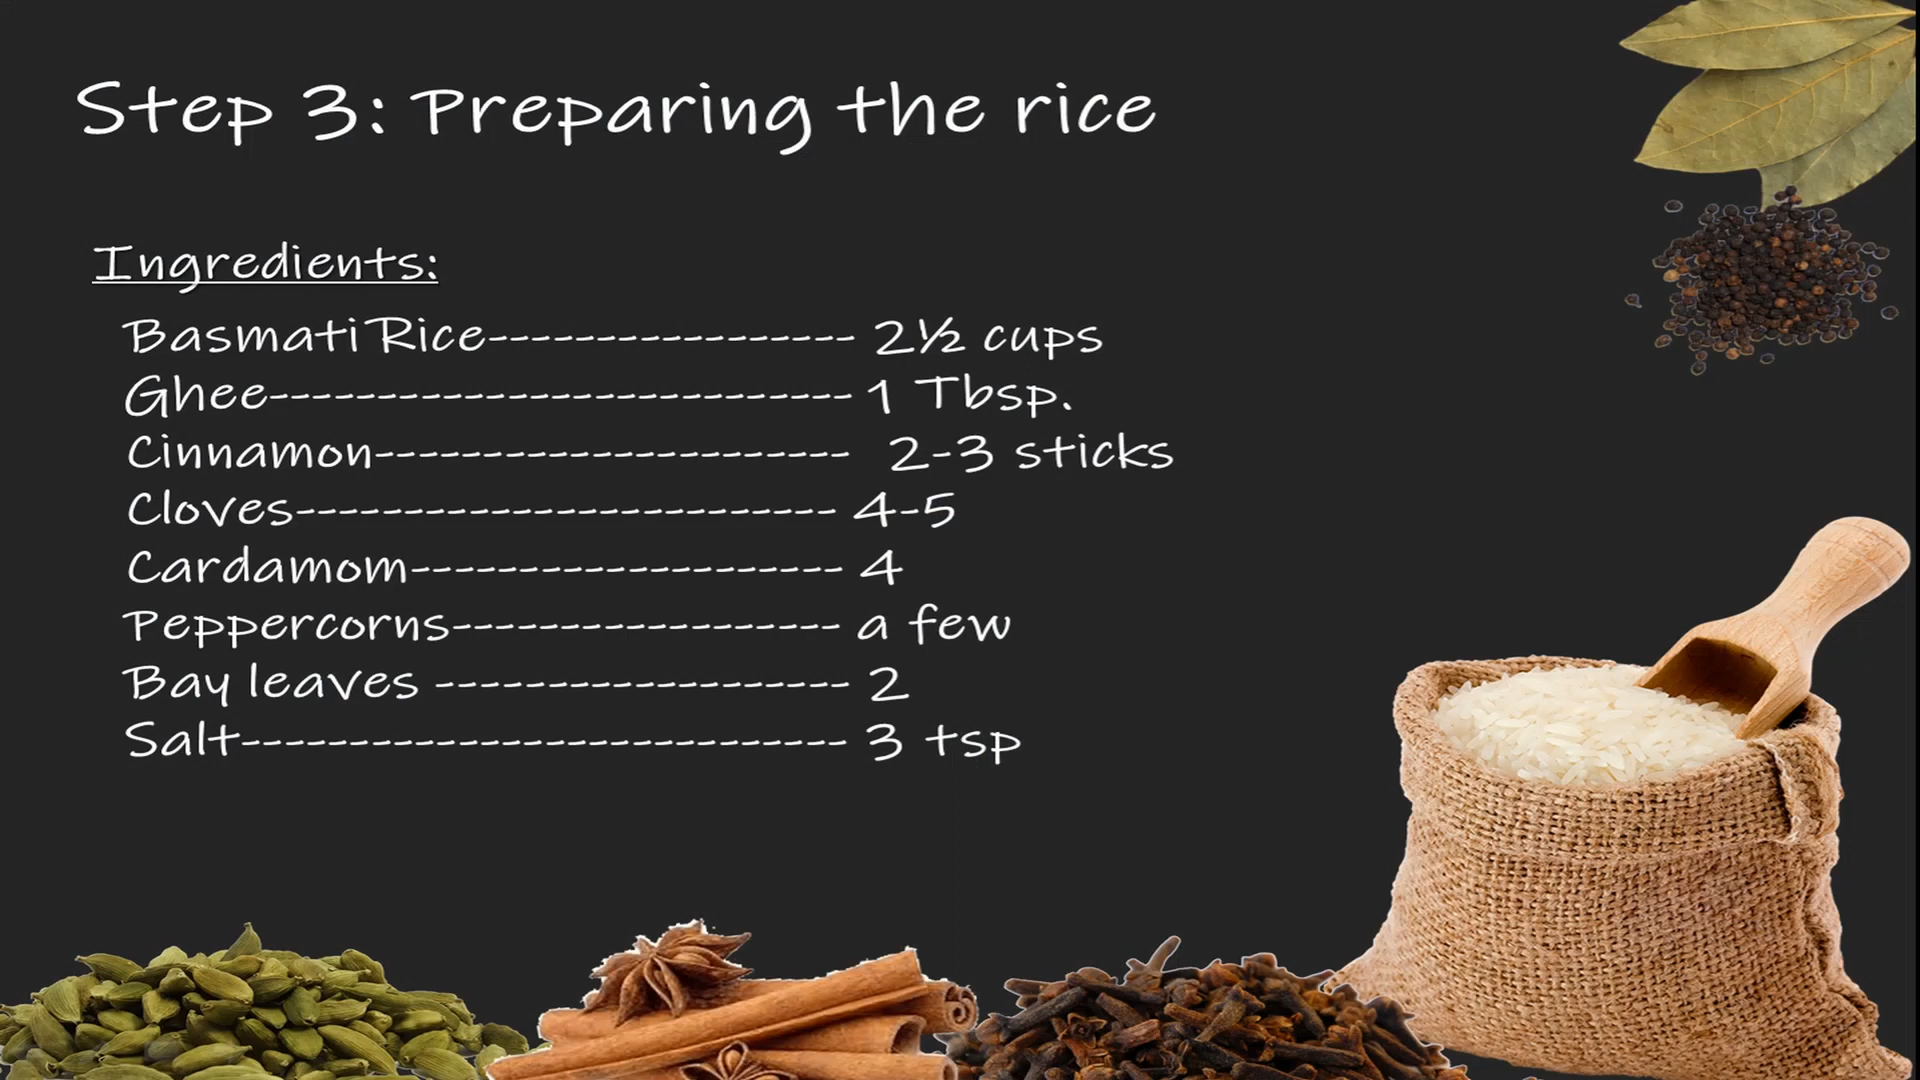 Step 3: Preparing the rice
Ingredients:
Basmati Rice----------------- 2½ cups
Ghee--------------------------- 1 Tbsp.
Cinnamon---------------------- 2-3 sticks
Cloves------------------------- 4-5
Cardamom-------------------- 4
Peppercorns------------------ a few
Bay leaves ------------------- 2
Salt---------------------------- 3 tsp